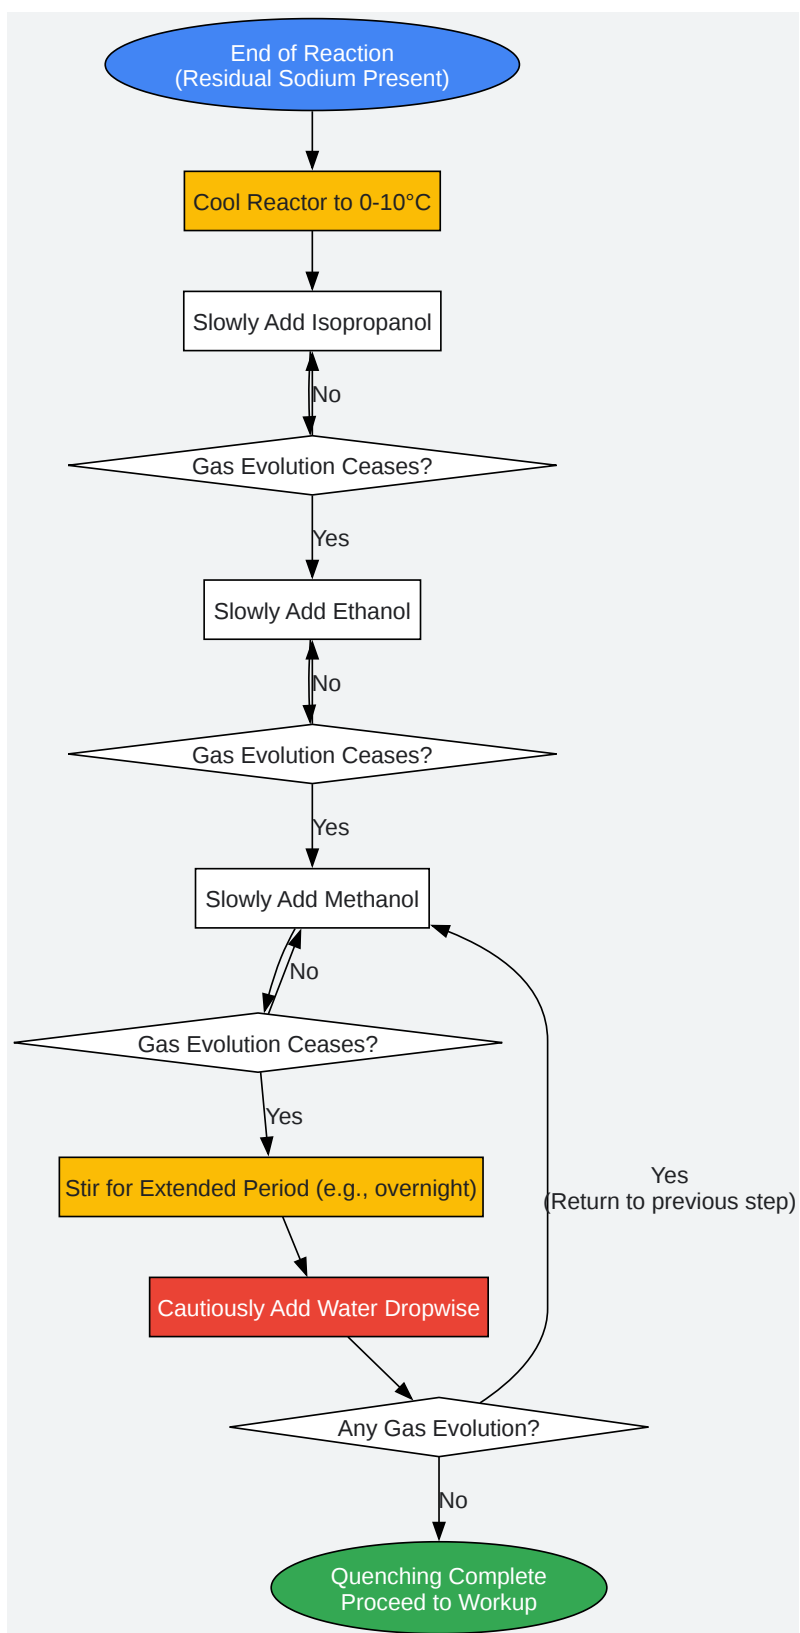 End of Reaction
(Residual Sodium Present)
Cool Reactor to 0-10°C
Slowly Add Isopropanol
No
Gas Evolution Ceases?
Yes
Slowly Add Ethanol
No
Gas Evolution Ceases?
Yes
Slowly Add Methanol
No
Gas Evolution Ceases?
Yes
Yes
(Return to previous step)
Stir for Extended Period (e.g., overnight)
Cautiously Add Water Dropwise
Any Gas Evolution?
No
Quenching Complete
Proceed to Workup